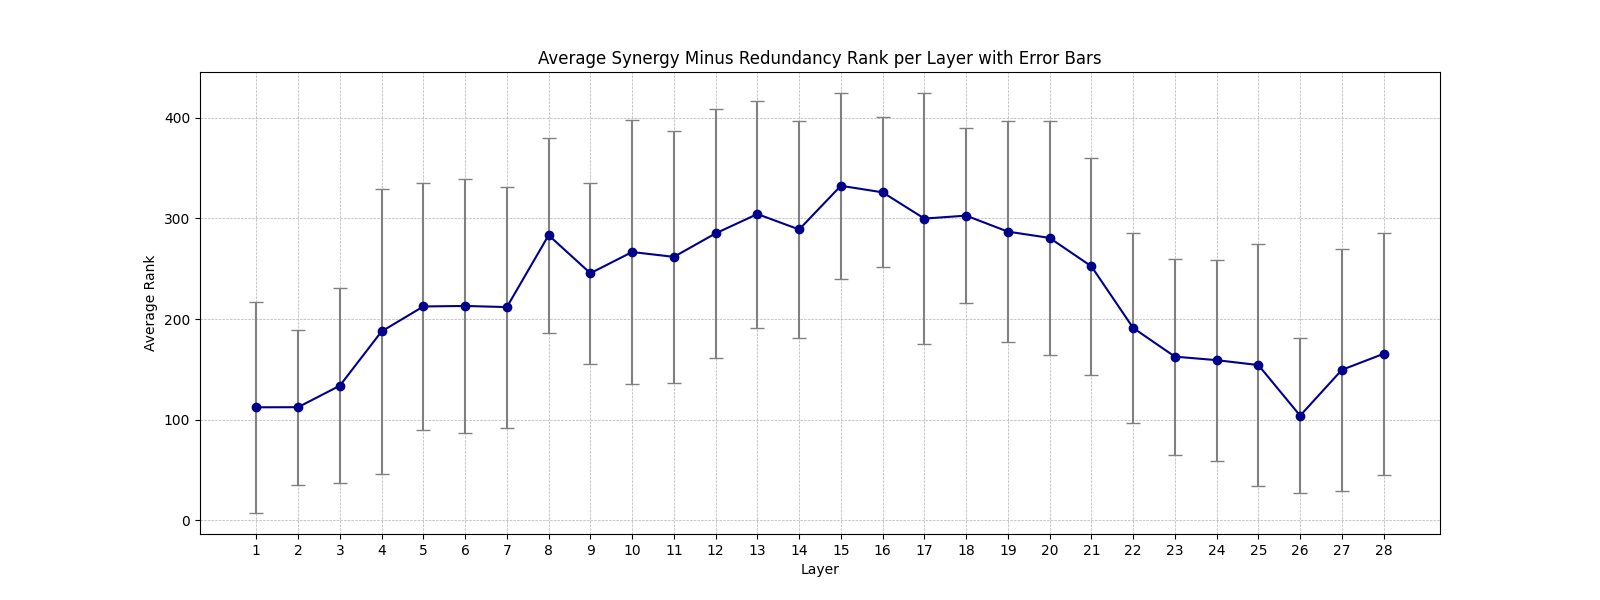 Average Synergy Minus Redundancy Rank per Layer with Error Bars
400
300
200
100
0
Average Rank
1 2 3 4 5 6 7 8 9 10 11 12 13 14 15 16 17 18 19 20 21 22 23 24 25 26 27 28
Layer